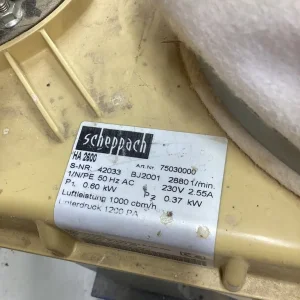 scheppach
HA 2600
Ar.-Nr. 75030000
S-NR: 42033 BJ2001 2880 1/min.
1/N/PE 50 Hz AC 230V 2.55A
P1 0.60 kW P2 0.37 kW
Luftleistung 1000 cbm/h
Unterdruck 1200 PA